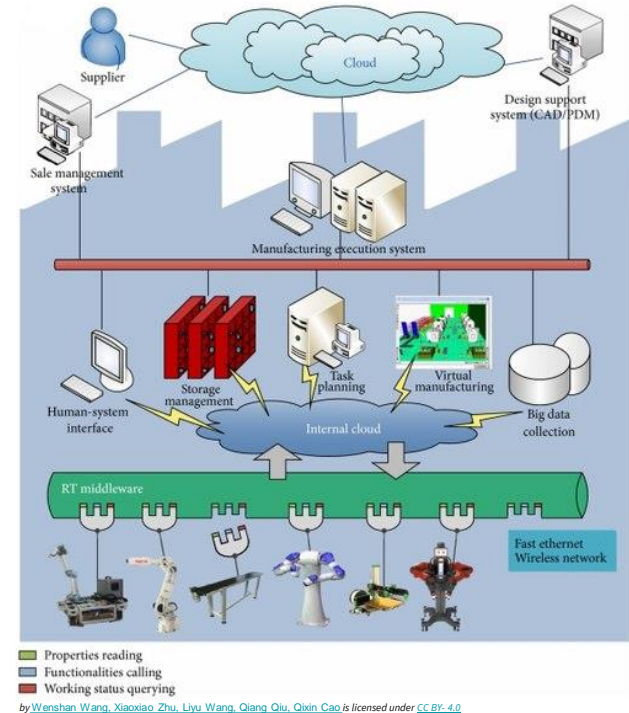 Cloud
Supplier
Design support
system (CAD/PDM)
Sale management
system
Manufacturing execution system
Storage
management
Task
planning
Virtual
manufacturing
Human-system
interface
Big data
collection
Internal cloud
RT middleware
Fast ethernet
Wireless network
Properties reading
Functionalities calling
Working status querying
by Wenshan Wang, Xiaoxiao Zhu, Liyu Wang, Qiang Qiu, Qixin Cao is licensed under CC BY- 4.0